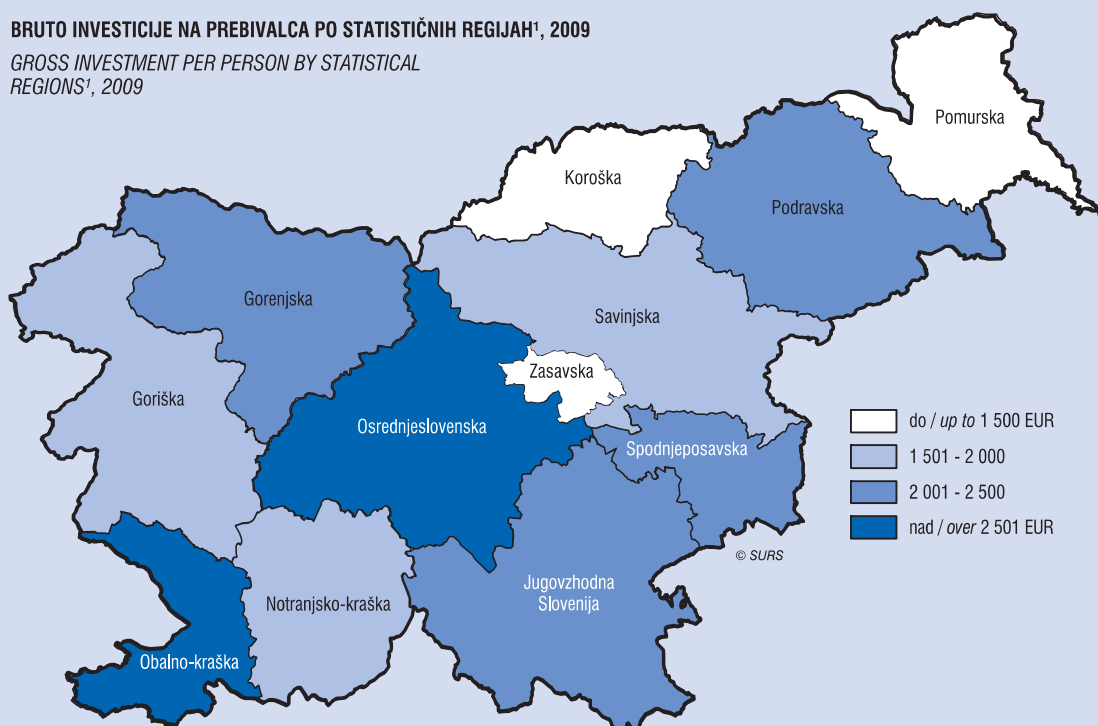 BRUTO INVESTICIJE NA PREBIVALCA PO STATISTIČNIH REGIJAH¹, 2009
GROSS INVESTMENT PER PERSON BY STATISTICAL
REGIONS¹, 2009
Pomurska
Koroška
Podravska
Gorenjska
Savinjska
Zasavska
Goriška
Osrednjeslovenska
Spodnjeposavska
Jugovzhodna
Slovenija
Notranjsko-kraška
Obalno-kraška
do / up to 1 500 EUR
1 501 - 2 000
2 001 - 2 500
nad / over 2 501 EUR
© SURS